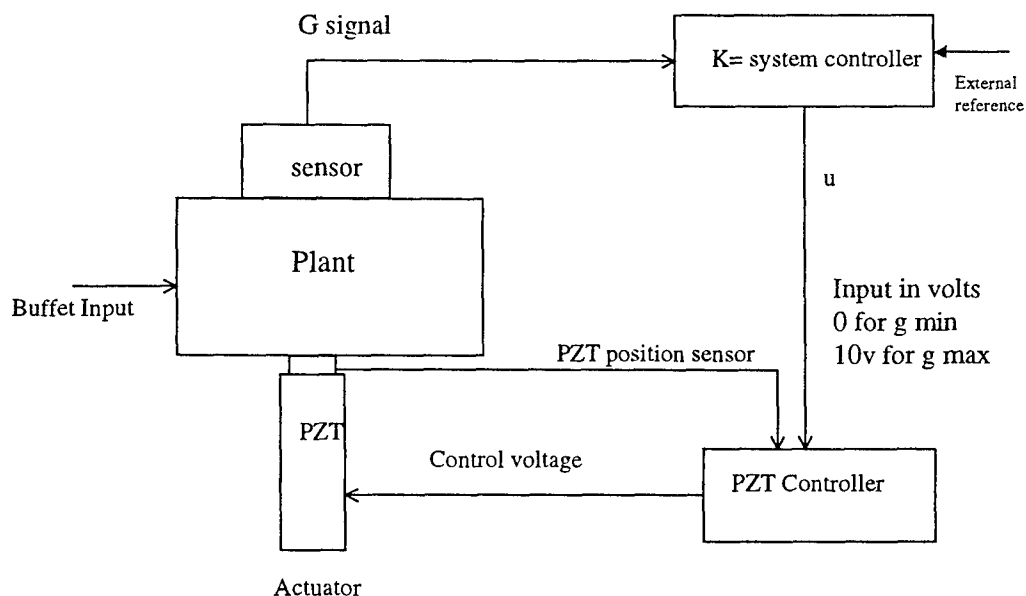 G signal
K= system controller
External
reference
sensor
u
Plant
Buffet Input
Input in volts
0 for g min
10v for g max
PZT position sensor
PZT
Control voltage
PZT Controller
Actuator